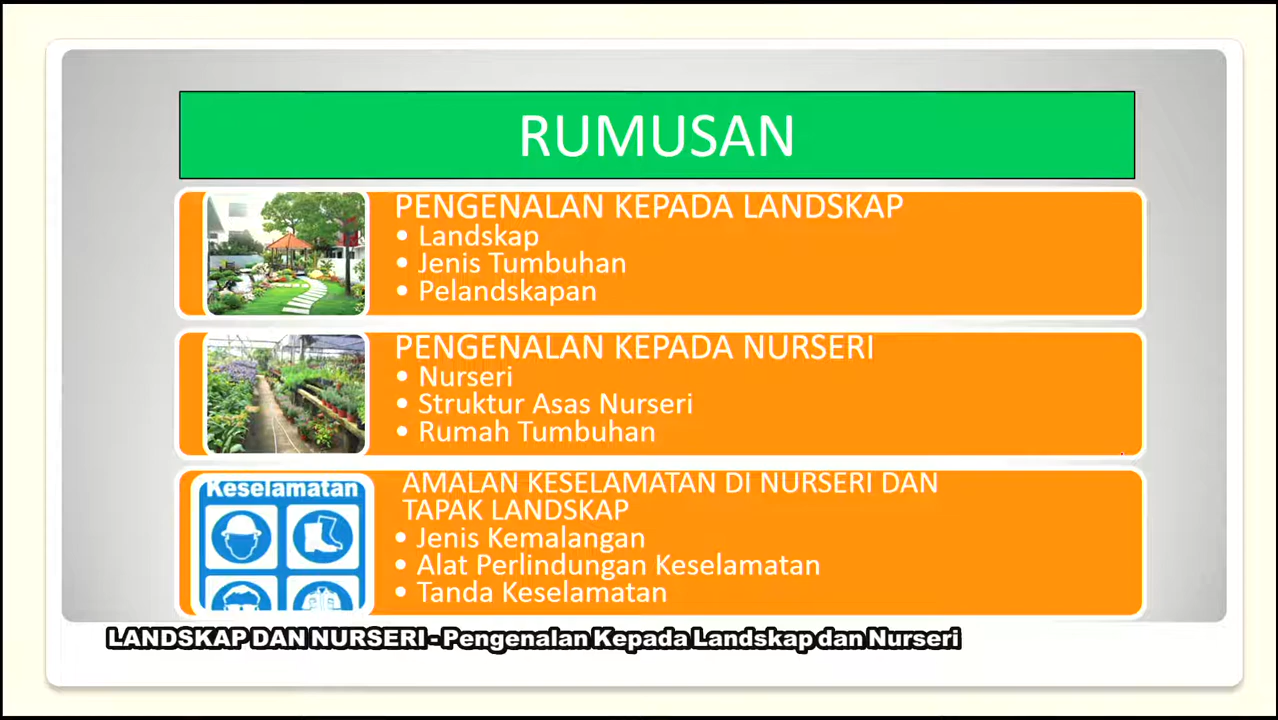 RUMUSAN
PENGENALAN KEPADA LANDSKAP
• Landskap
• Jenis Tumbuhan
• Pelandskapan
PENGENALAN KEPADA NURSERI
• Nurseri
• Struktur Asas Nurseri
• Rumah Tumbuhan
Keselamatan
AMALAN KESELAMATAN DI NURSERI DAN
TAPAK LANDSKAP
• Jenis Kemalangan
• Alat Perlindungan Keselamatan
• Tanda Keselamatan
LANDSKAP DAN NURSERI - Pengenalan Kepada Landskap dan Nurseri